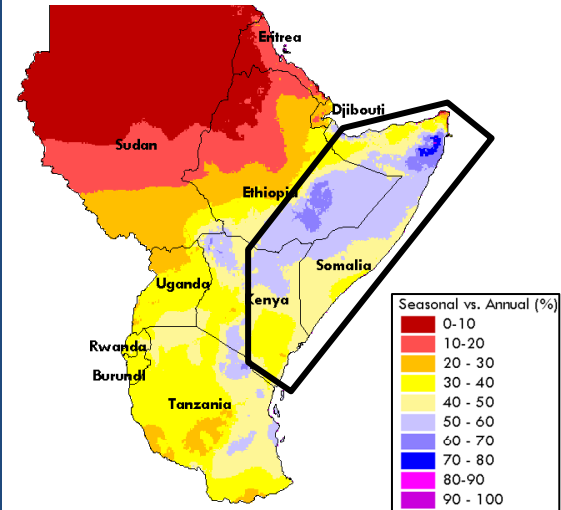 Eritrea
Djibouti
Sudan
Ethiopia
Somalia
Uganda
Kenya
Rwanda
Burundi
Tanzania
Seasonal vs. Annual (%)
0-10
10-20
20 - 30
30 - 40
40 - 50
50 - 60
60 - 70
70 - 80
80-90
90 - 100